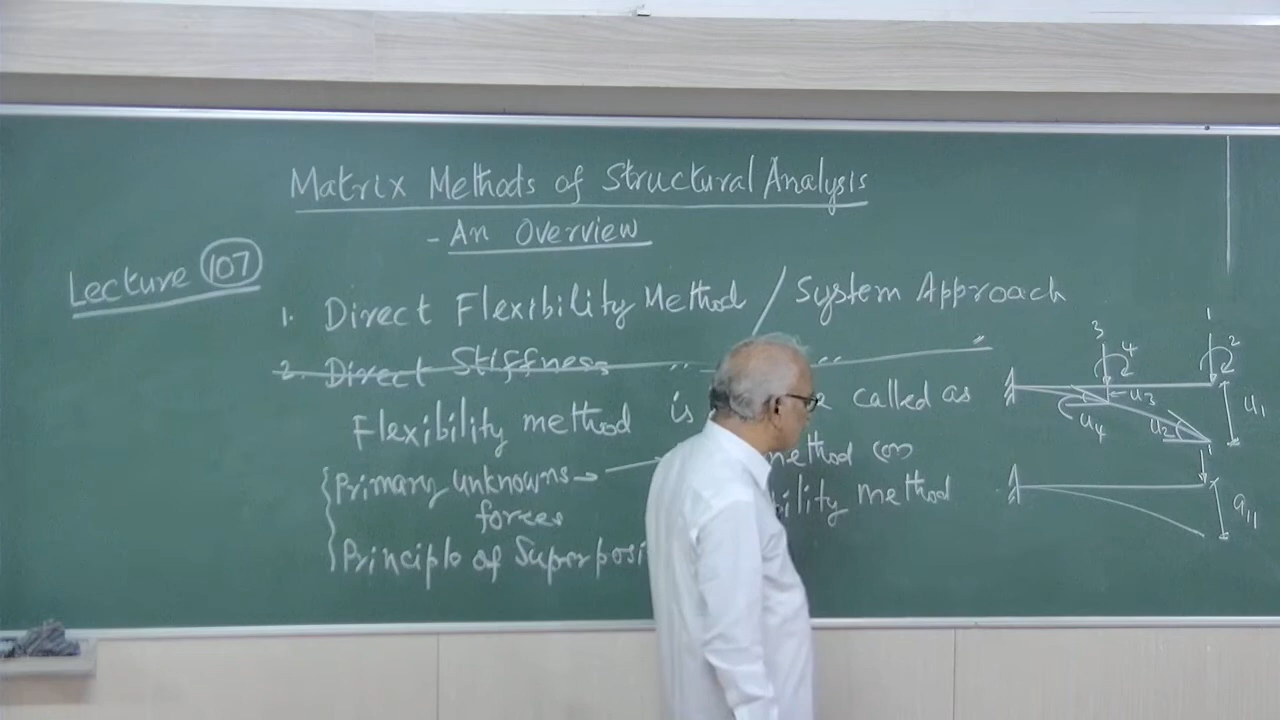 Matrix Methods of Structural Analysis
- An Overview
Lecture 107
1. Direct Flexibility Method / System Approach
2. Direct Stiffness " "
Flexibility method is called as
Primary unknowns → method (or)
forces bility method
Principle of Superposi
3 4 1 2
u3 u1
u4 u2
a11